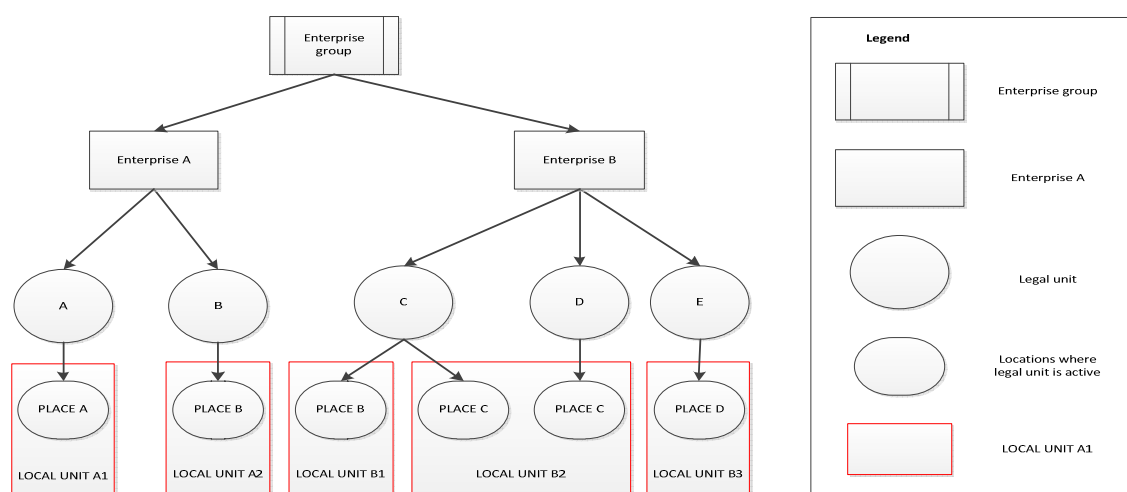 Enterprise
group
Enterprise A
Enterprise B
A
B
C
D
E
PLACE A
PLACE B
PLACE B
PLACE C
PLACE C
PLACE D
LOCAL UNIT A1
LOCAL UNIT A2
LOCAL UNIT B1
LOCAL UNIT B2
LOCAL UNIT B3
Legend
Enterprise group
Enterprise A
Legal unit
Locations where
legal unit is active
LOCAL UNIT A1